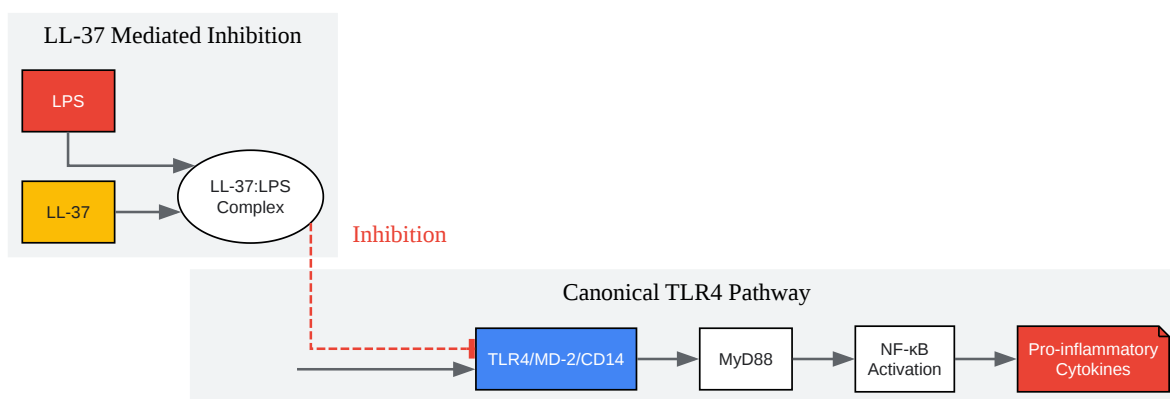 LL-37 Mediated Inhibition
LPS
LL-37
LL-37:LPS
Complex
Inhibition
Canonical TLR4 Pathway
TLR4/MD-2/CD14
MyD88
NF-κB
Activation
Pro-inflammatory
Cytokines